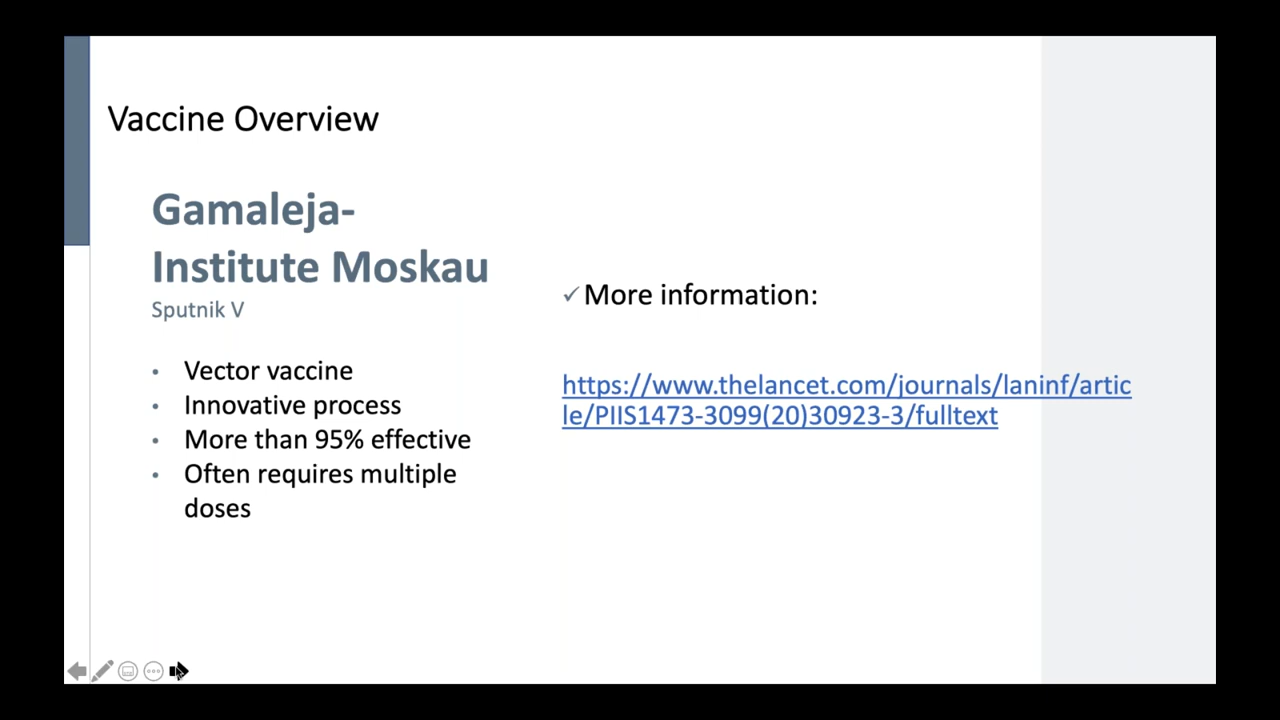 Vaccine Overview
Gamaleja-
Institute Moskau
Sputnik V
• Vector vaccine
• Innovative process
• More than 95% effective
• Often requires multiple
doses
✓ More information:
https://www.thelancet.com/journals/laninf/artic
le/PIIS1473-3099(20)30923-3/fulltext